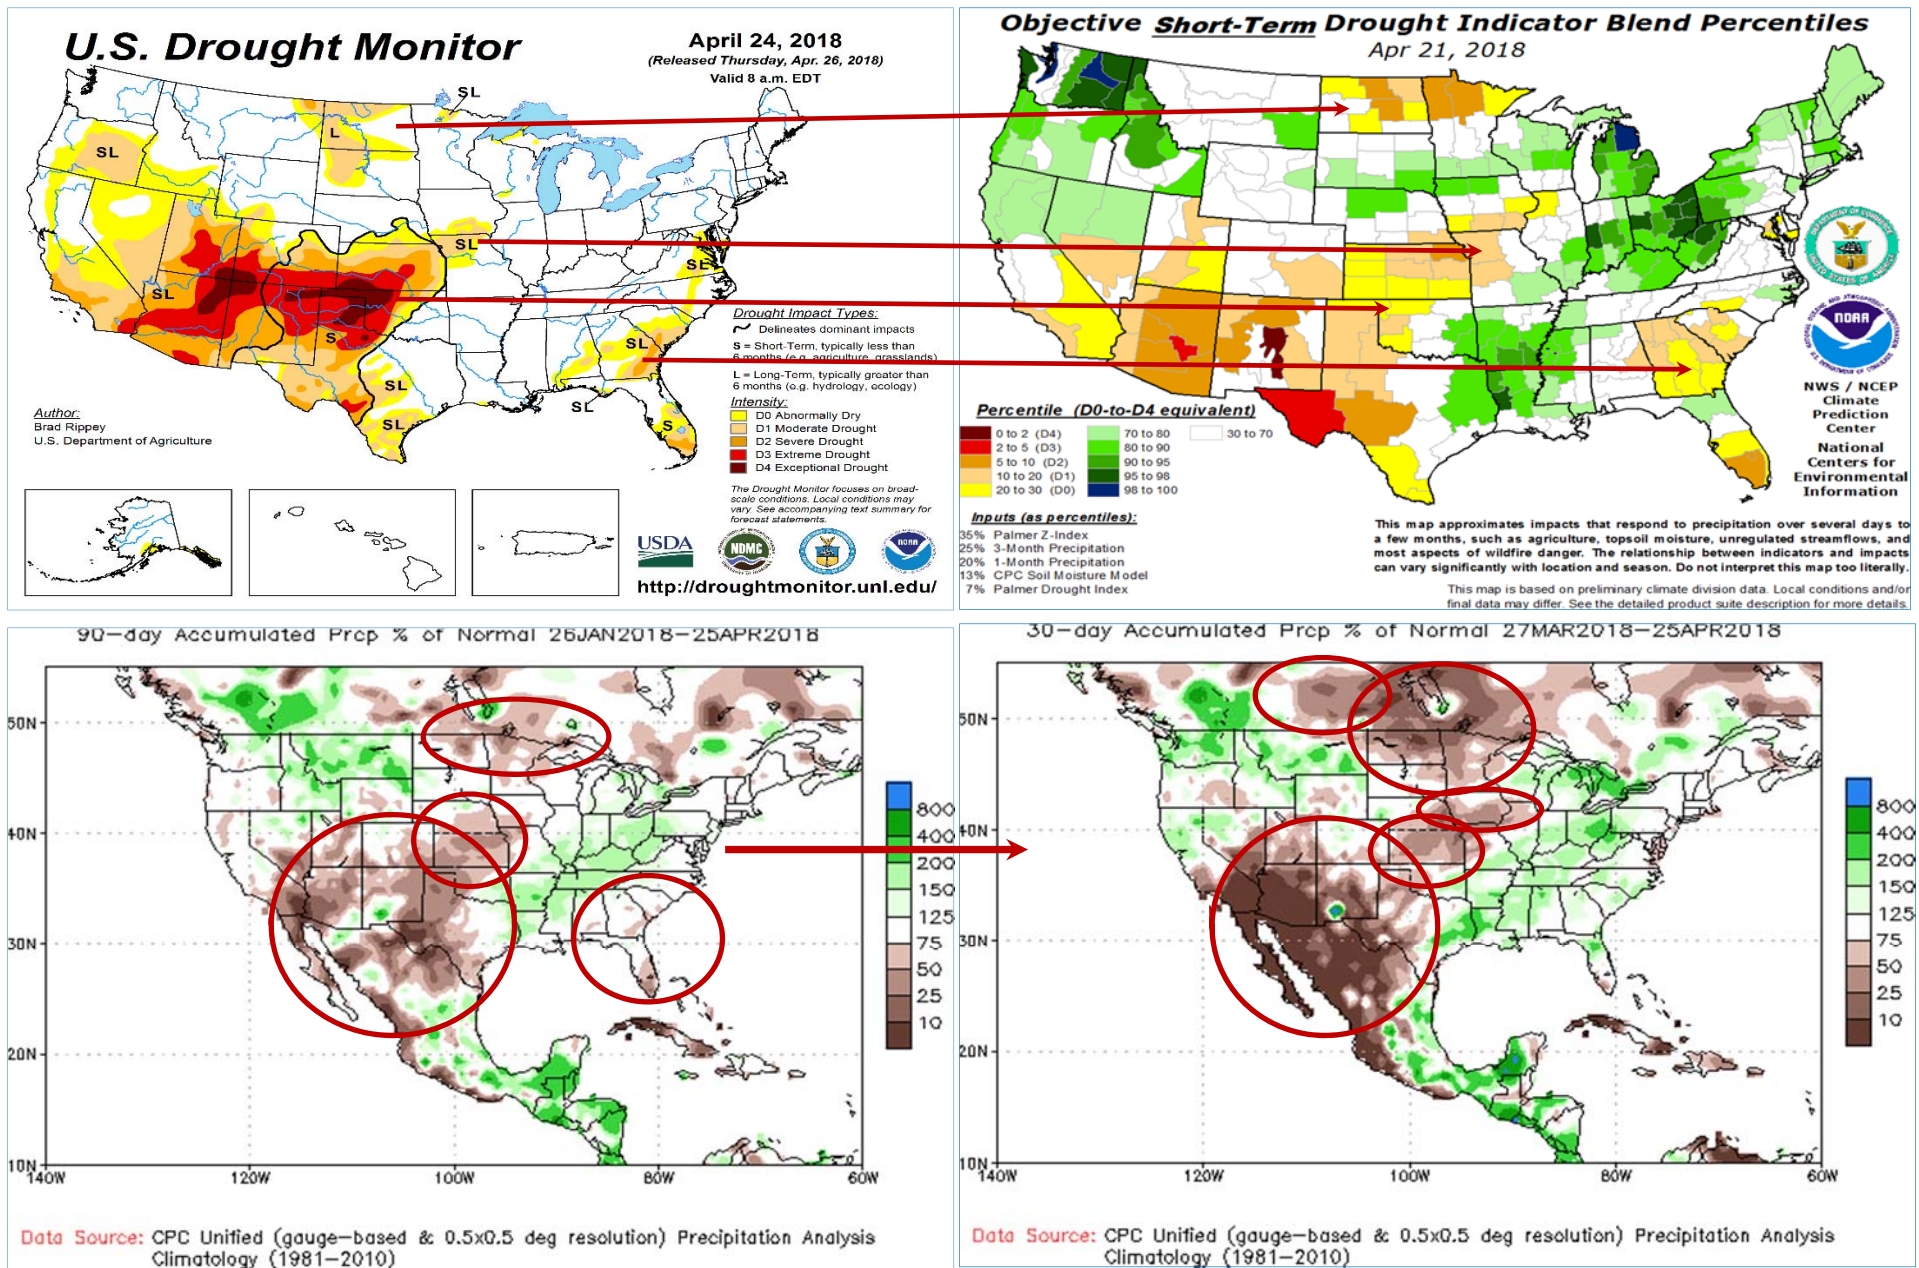 U.S. Drought Monitor
April 24, 2018
(Released Thursday, Apr. 26, 2018)
Valid 8 a.m. EDT
SL
L
SL
SL
SL
SL
S
SL
SL
SL
SL
S
Drought Impact Types:
Delineates dominant impacts
S = Short-Term, typically less than
6 months (e.g. agriculture, grasslands)
L = Long-Term, typically greater than
6 months (e.g. hydrology, ecology)
Intensity:
D0 Abnormally Dry
D1 Moderate Drought
D2 Severe Drought
D3 Extreme Drought
D4 Exceptional Drought
Author:
Brad Rippey
U.S. Department of Agriculture
The Drought Monitor focuses on broad-
scale conditions. Local conditions may
vary. See accompanying text summary for
forecast statements.
USDA
NDMC
NOAA
http://droughtmonitor.unl.edu/
Objective Short-Term Drought Indicator Blend Percentiles
Apr 21, 2018
DEPARTMENT OF COMMERCE
UNITED STATES OF AMERICA
NOAA
NWS / NCEP
Climate
Prediction
Center
National
Centers for
Environmental
Information
Percentile (D0-to-D4 equivalent)
0 to 2 (D4)
2 to 5 (D3)
5 to 10 (D2)
10 to 20 (D1)
20 to 30 (D0)
70 to 80
80 to 90
90 to 95
95 to 98
98 to 100
30 to 70
Inputs (as percentiles):
35% Palmer Z-Index
25% 3-Month Precipitation
20% 1-Month Precipitation
13% CPC Soil Moisture Model
7% Palmer Drought Index
This map approximates impacts that respond to precipitation over several days to
a few months, such as agriculture, topsoil moisture, unregulated streamflows, and
most aspects of wildfire danger. The relationship between indicators and impacts
can vary significantly with location and season. Do not interpret this map too literally.
This map is based on preliminary climate division data. Local conditions and/or
final data may differ. See the detailed product suite description for more details.
90-day Accumulated Prcp % of Normal 26JAN2018-25APR2018
50N
40N
30N
20N
10N
140W
120W
100W
80W
60W
800
400
200
150
125
75
50
25
10
Data Source: CPC Unified (gauge-based & 0.5x0.5 deg resolution) Precipitation Analysis
Climatology (1981-2010)
30-day Accumulated Prcp % of Normal 27MAR2018-25APR2018
50N
40N
30N
20N
10N
140W
120W
100W
80W
60W
800
400
200
150
125
75
50
25
10
Data Source: CPC Unified (gauge-based & 0.5x0.5 deg resolution) Precipitation Analysis
Climatology (1981-2010)